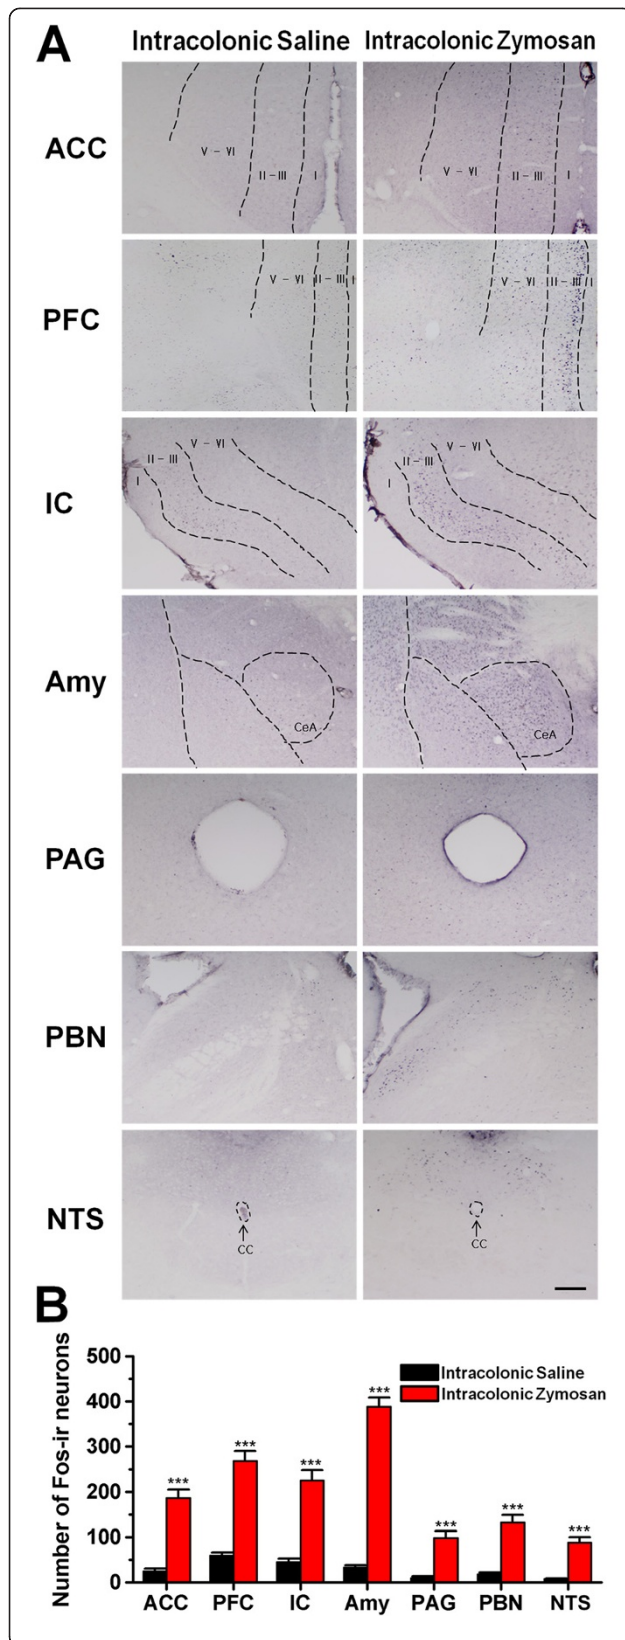 A
Intracolonic Saline Intracolonic Zymosan
ACC
V - VI II - III I
V - VI II - III I
PFC
V - VI II - III I
V - VI II - III I
IC
I II - III V - VI
I II - III V - VI
Amy
CeA
CeA
PAG
PBN
NTS
CC
CC
B
Number of Fos-ir neurons
500
400
300
200
100
0
Intracolonic Saline
Intracolonic Zymosan
*** *** *** *** *** *** ***
ACC PFC IC Amy PAG PBN NTS